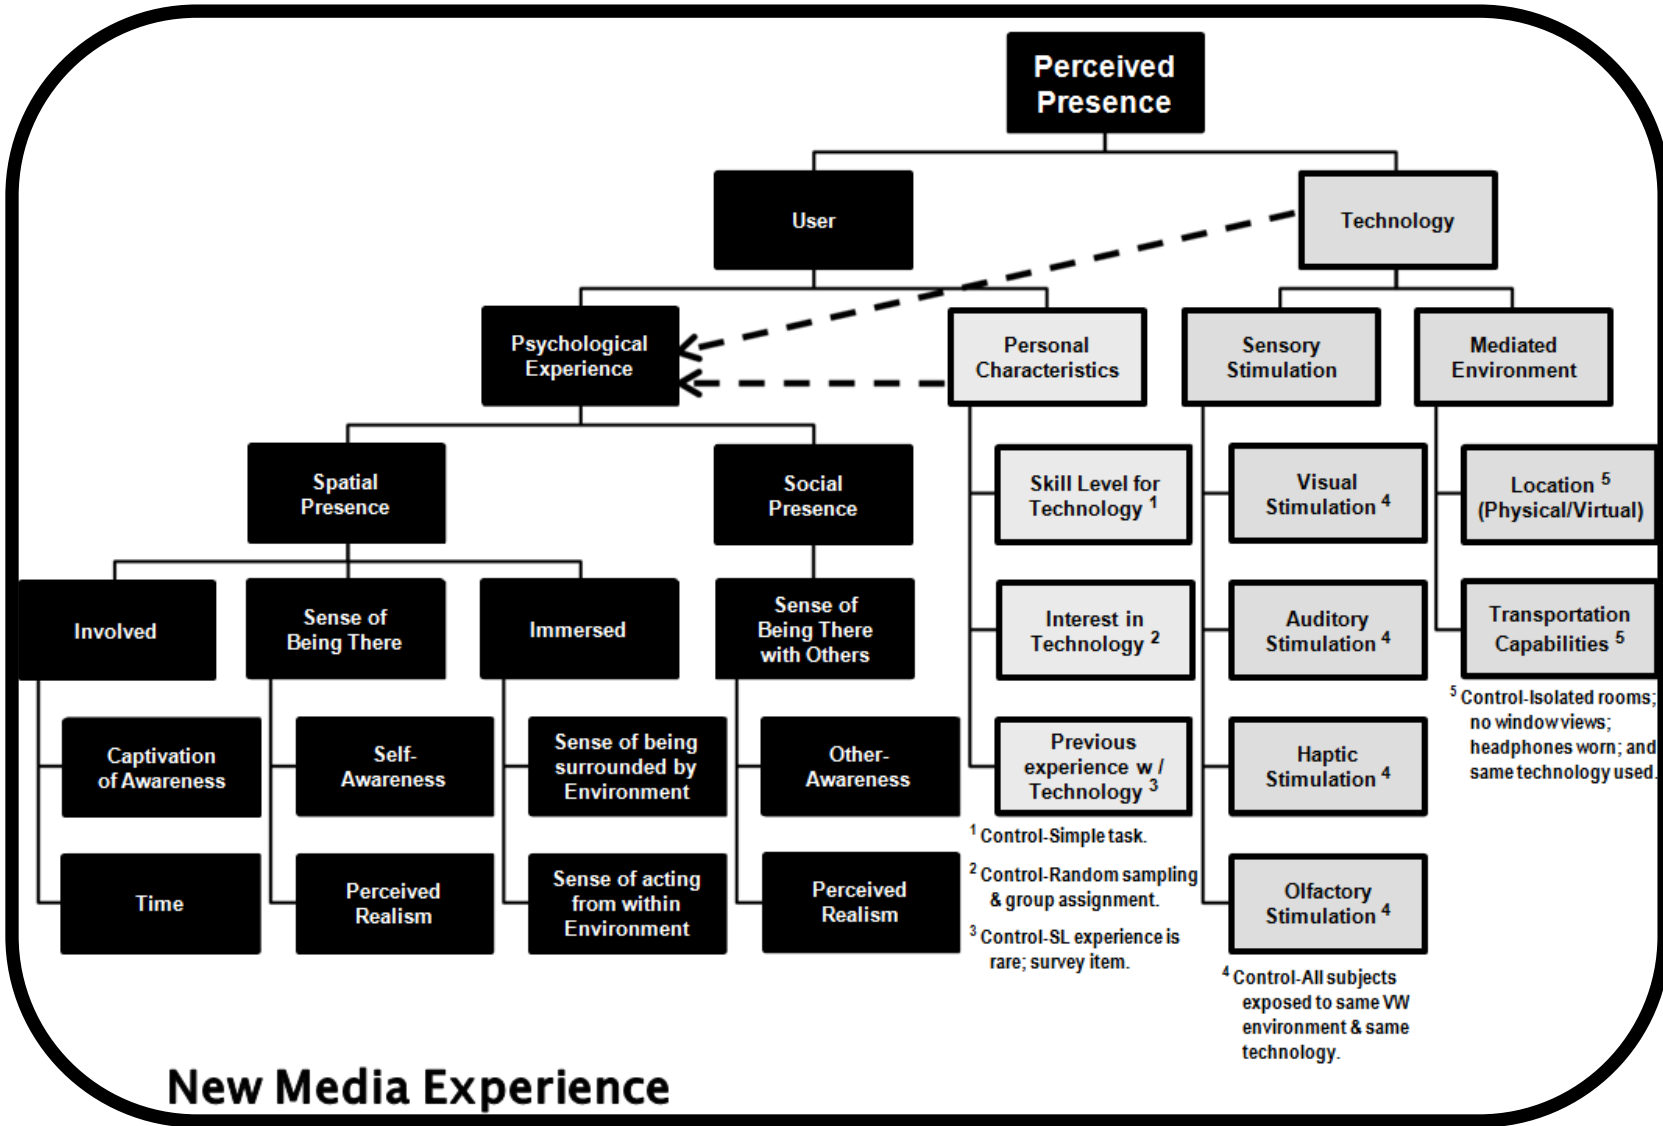 Perceived
Presence
User
Technology
Psychological
Experience
Personal
Characteristics
Sensory
Stimulation
Mediated
Environment
Spatial
Presence
Social
Presence
Skill Level for
Technology 1
Visual
Stimulation 4
Location 5
(Physical/Virtual)
Involved
Sense of
Being There
Immersed
Sense of
Being There
with Others
Interest in
Technology 2
Auditory
Stimulation 4
Transportation
Capabilities 5
5 Control-Isolated rooms;
no window views;
headphones worn; and
same technology used.
Captivation
of Awareness
Self-
Awareness
Sense of being
surrounded by
Environment
Other-
Awareness
Previous
experience w /
Technology 3
Haptic
Stimulation 4
1 Control-Simple task.
2 Control-Random sampling
& group assignment.
3 Control-SL experience is
rare; survey item.
Time
Perceived
Realism
Sense of acting
from within
Environment
Perceived
Realism
Olfactory
Stimulation 4
4 Control-All subjects
exposed to same VW
environment & same
technology.
New Media Experience